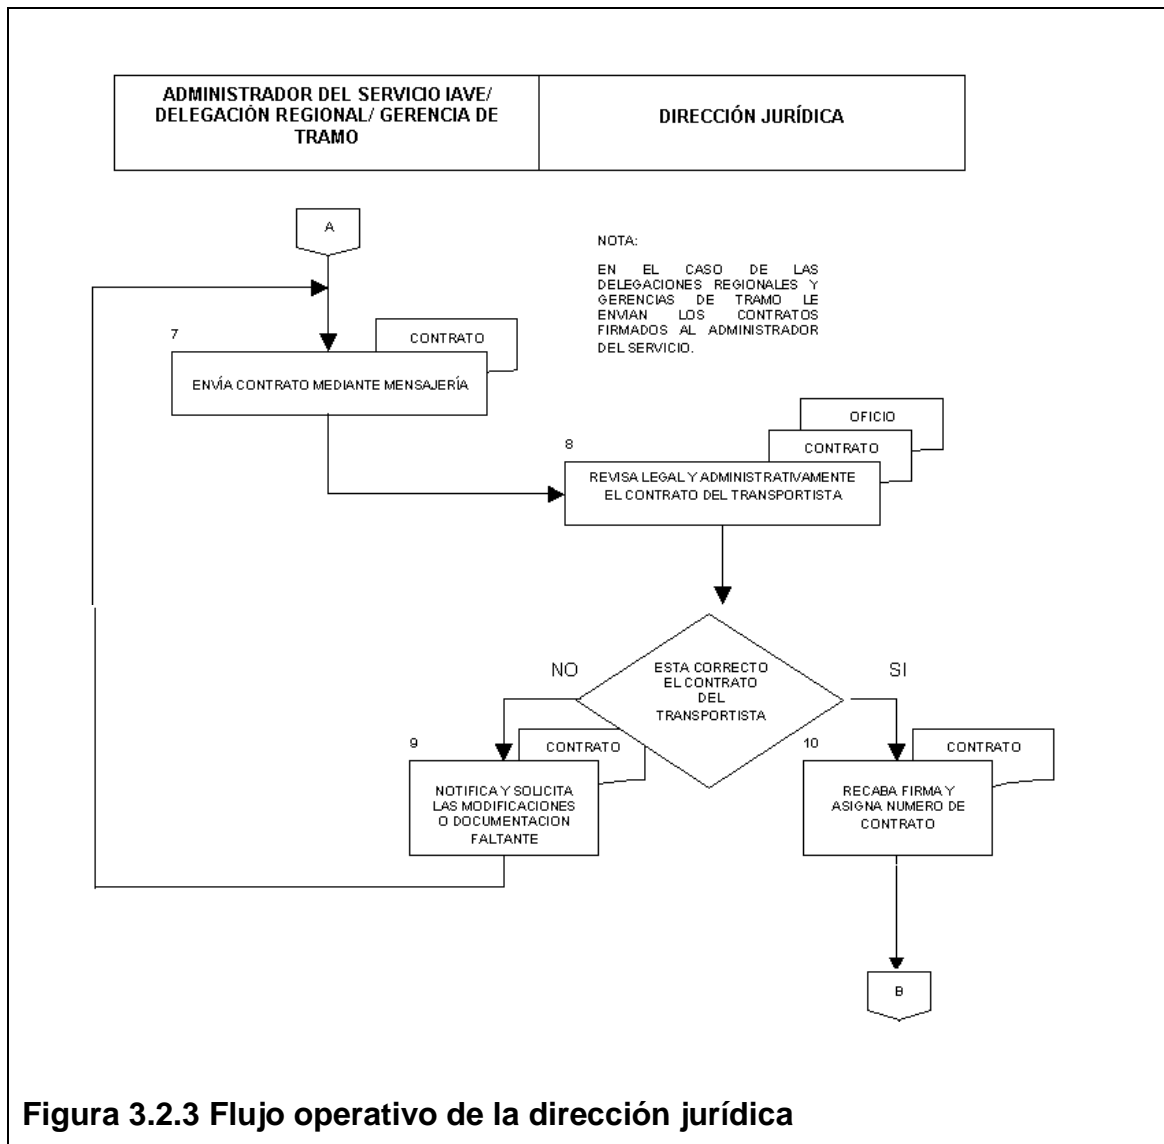 ADMINISTRADOR DEL SERVICIO IAVE/
DELEGACIÓN REGIONAL/ GERENCIA DE
TRAMO
DIRECCIÓN JURÍDICA
A
NOTA:
EN EL CASO DE LAS
DELEGACIONES REGIONALES Y
GERENCIAS DE TRAMO LE
ENVIAN LOS CONTRATOS
FIRMADOS AL ADMINISTRADOR
DEL SERVICIO.
7
CONTRATO
ENVÍA CONTRATO MEDIANTE MENSAJERÍA
OFICIO
CONTRATO
8
REVISA LEGAL Y ADMINISTRATIVAMENTE
EL CONTRATO DEL TRANSPORTISTA
NO
ESTA CORRECTO
EL CONTRATO
DEL
TRANSPORTISTA
SI
9
CONTRATO
NOTIFICA Y SOLICITA
LAS MODIFICACIONES
O DOCUMENTACION
FALTANTE
10
CONTRATO
RECABA FIRMA Y
ASIGNA NUMERO DE
CONTRATO
B
Figura 3.2.3 Flujo operativo de la dirección jurídica